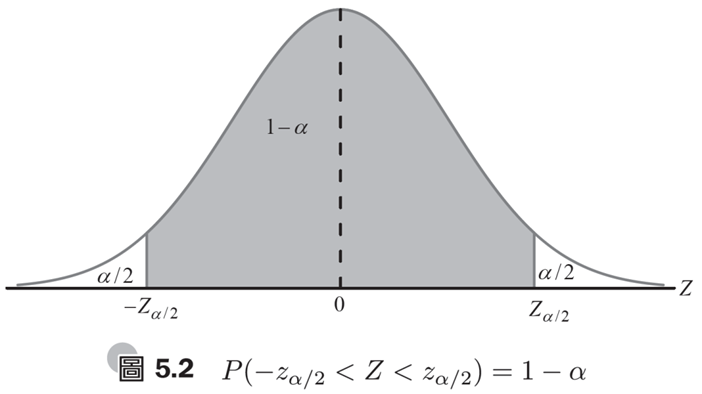 1−α
α/2
α/2
Z
−Z_{α/2}
0
Z_{α/2}
圖 5.2 P(−z_{α/2} < Z < z_{α/2}) = 1 − α